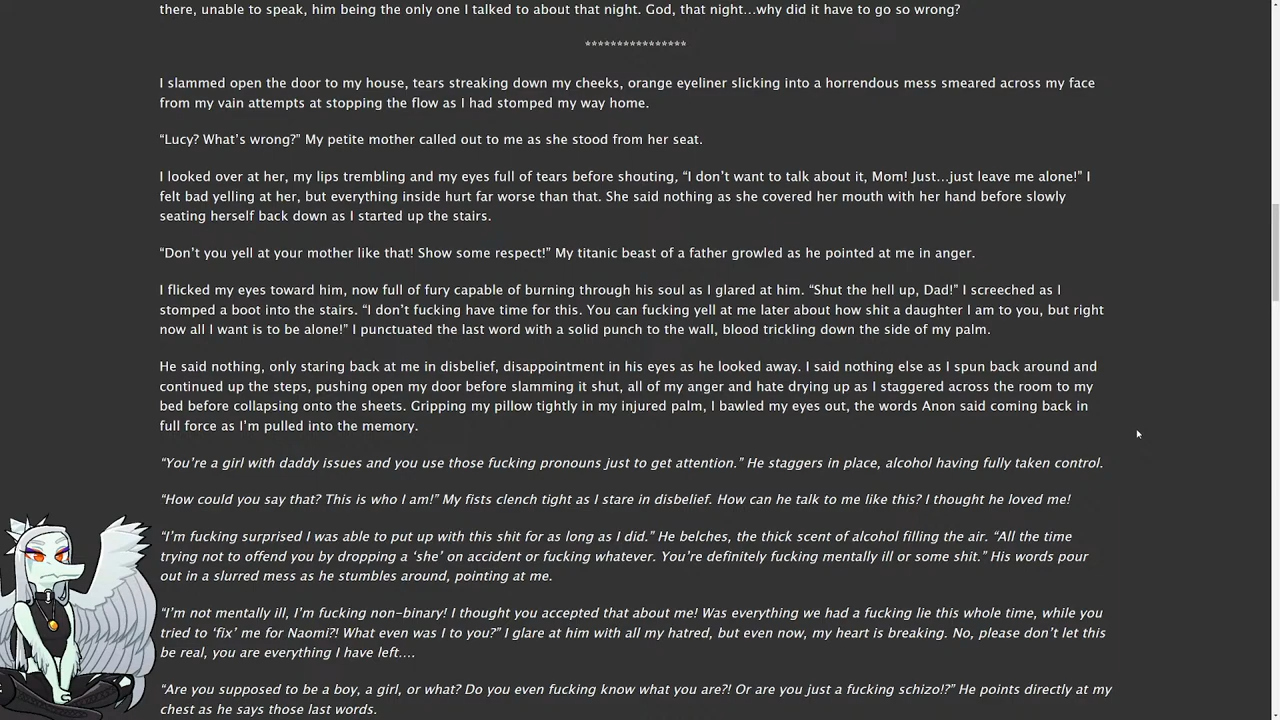 there, unable to speak, him being the only one I talked to about that night. God, that night…why did it have to go so wrong?
****************
I slammed open the door to my house, tears streaking down my cheeks, orange eyeliner slicking into a horrendous mess smeared across my face
from my vain attempts at stopping the flow as I had stomped my way home.
“Lucy? What’s wrong?” My petite mother called out to me as she stood from her seat.
I looked over at her, my lips trembling and my eyes full of tears before shouting, “I don’t want to talk about it, Mom! Just…just leave me alone!” I
felt bad yelling at her, but everything inside hurt far worse than that. She said nothing as she covered her mouth with her hand before slowly
seating herself back down as I started up the stairs.
“Don’t you yell at your mother like that! Show some respect!” My titanic beast of a father growled as he pointed at me in anger.
I flicked my eyes toward him, now full of fury capable of burning through his soul as I glared at him. “Shut the hell up, Dad!” I screeched as I
stomped a boot into the stairs. “I don’t fucking have time for this. You can fucking yell at me later about how shit a daughter I am to you, but right
now all I want is to be alone!” I punctuated the last word with a solid punch to the wall, blood trickling down the side of my palm.
He said nothing, only staring back at me in disbelief, disappointment in his eyes as he looked away. I said nothing else as I spun back around and
continued up the steps, pushing open my door before slamming it shut, all of my anger and hate drying up as I staggered across the room to my
bed before collapsing onto the sheets. Gripping my pillow tightly in my injured palm, I bawled my eyes out, the words Anon said coming back in
full force as I’m pulled into the memory.
“You’re a girl with daddy issues and you use those fucking pronouns just to get attention.” He staggers in place, alcohol having fully taken control.
“How could you say that? This is who I am!” My fists clench tight as I stare in disbelief. How can he talk to me like this? I thought he loved me!
“I’m fucking surprised I was able to put up with this shit for as long as I did.” He belches, the thick scent of alcohol filling the air. “All the time
trying not to offend you by dropping a ‘she’ on accident or fucking whatever. You’re definitely fucking mentally ill or some shit.” His words pour
out in a slurred mess as he stumbles around, pointing at me.
“I’m not mentally ill, I’m fucking non-binary! I thought you accepted that about me! Was everything we had a fucking lie this whole time, while you
tried to ‘fix’ me for Naomi?! What even was I to you?” I glare at him with all my hatred, but even now, my heart is breaking. No, please don’t let this
be real, you are everything I have left….
“Are you supposed to be a boy, a girl, or what? Do you even fucking know what you are?! Or are you just a fucking schizo!?” He points directly at my
chest as he says those last words.